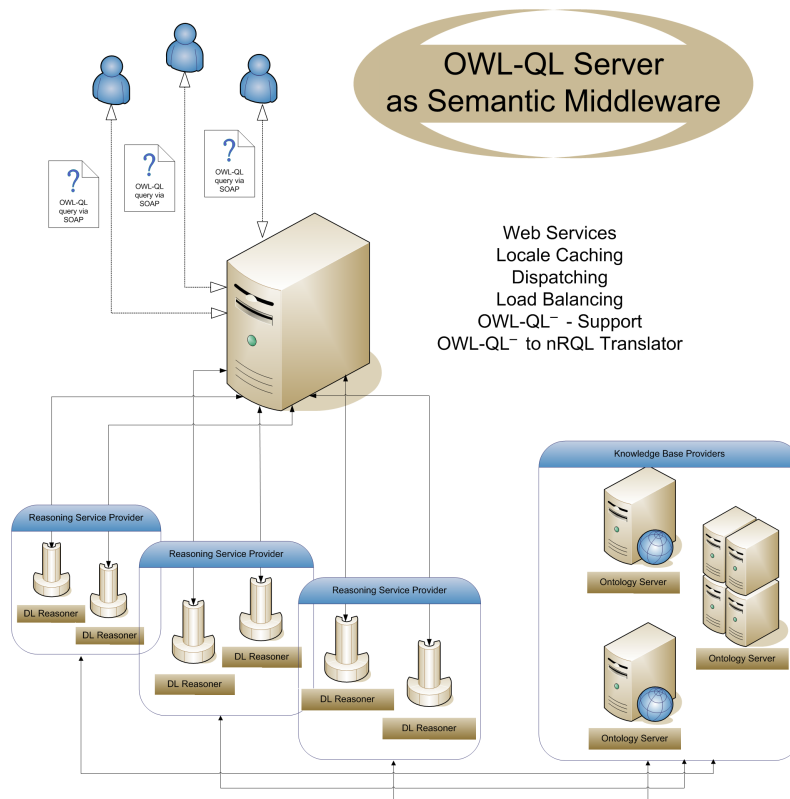 OWL-QL Server
as Semantic Middleware
?
OWL-QL
query via
SOAP
?
OWL-QL
query via
SOAP
?
OWL-QL
query via
SOAP
Web Services
Locale Caching
Dispatching
Load Balancing
OWL-QL⁻ - Support
OWL-QL⁻ to nRQL Translator
Reasoning Service Provider
DL Reasoner
DL Reasoner
Reasoning Service Provider
DL Reasoner
DL Reasoner
Reasoning Service Provider
DL Reasoner
DL Reasoner
Knowledge Base Providers
Ontology Server
Ontology Server
Ontology Server